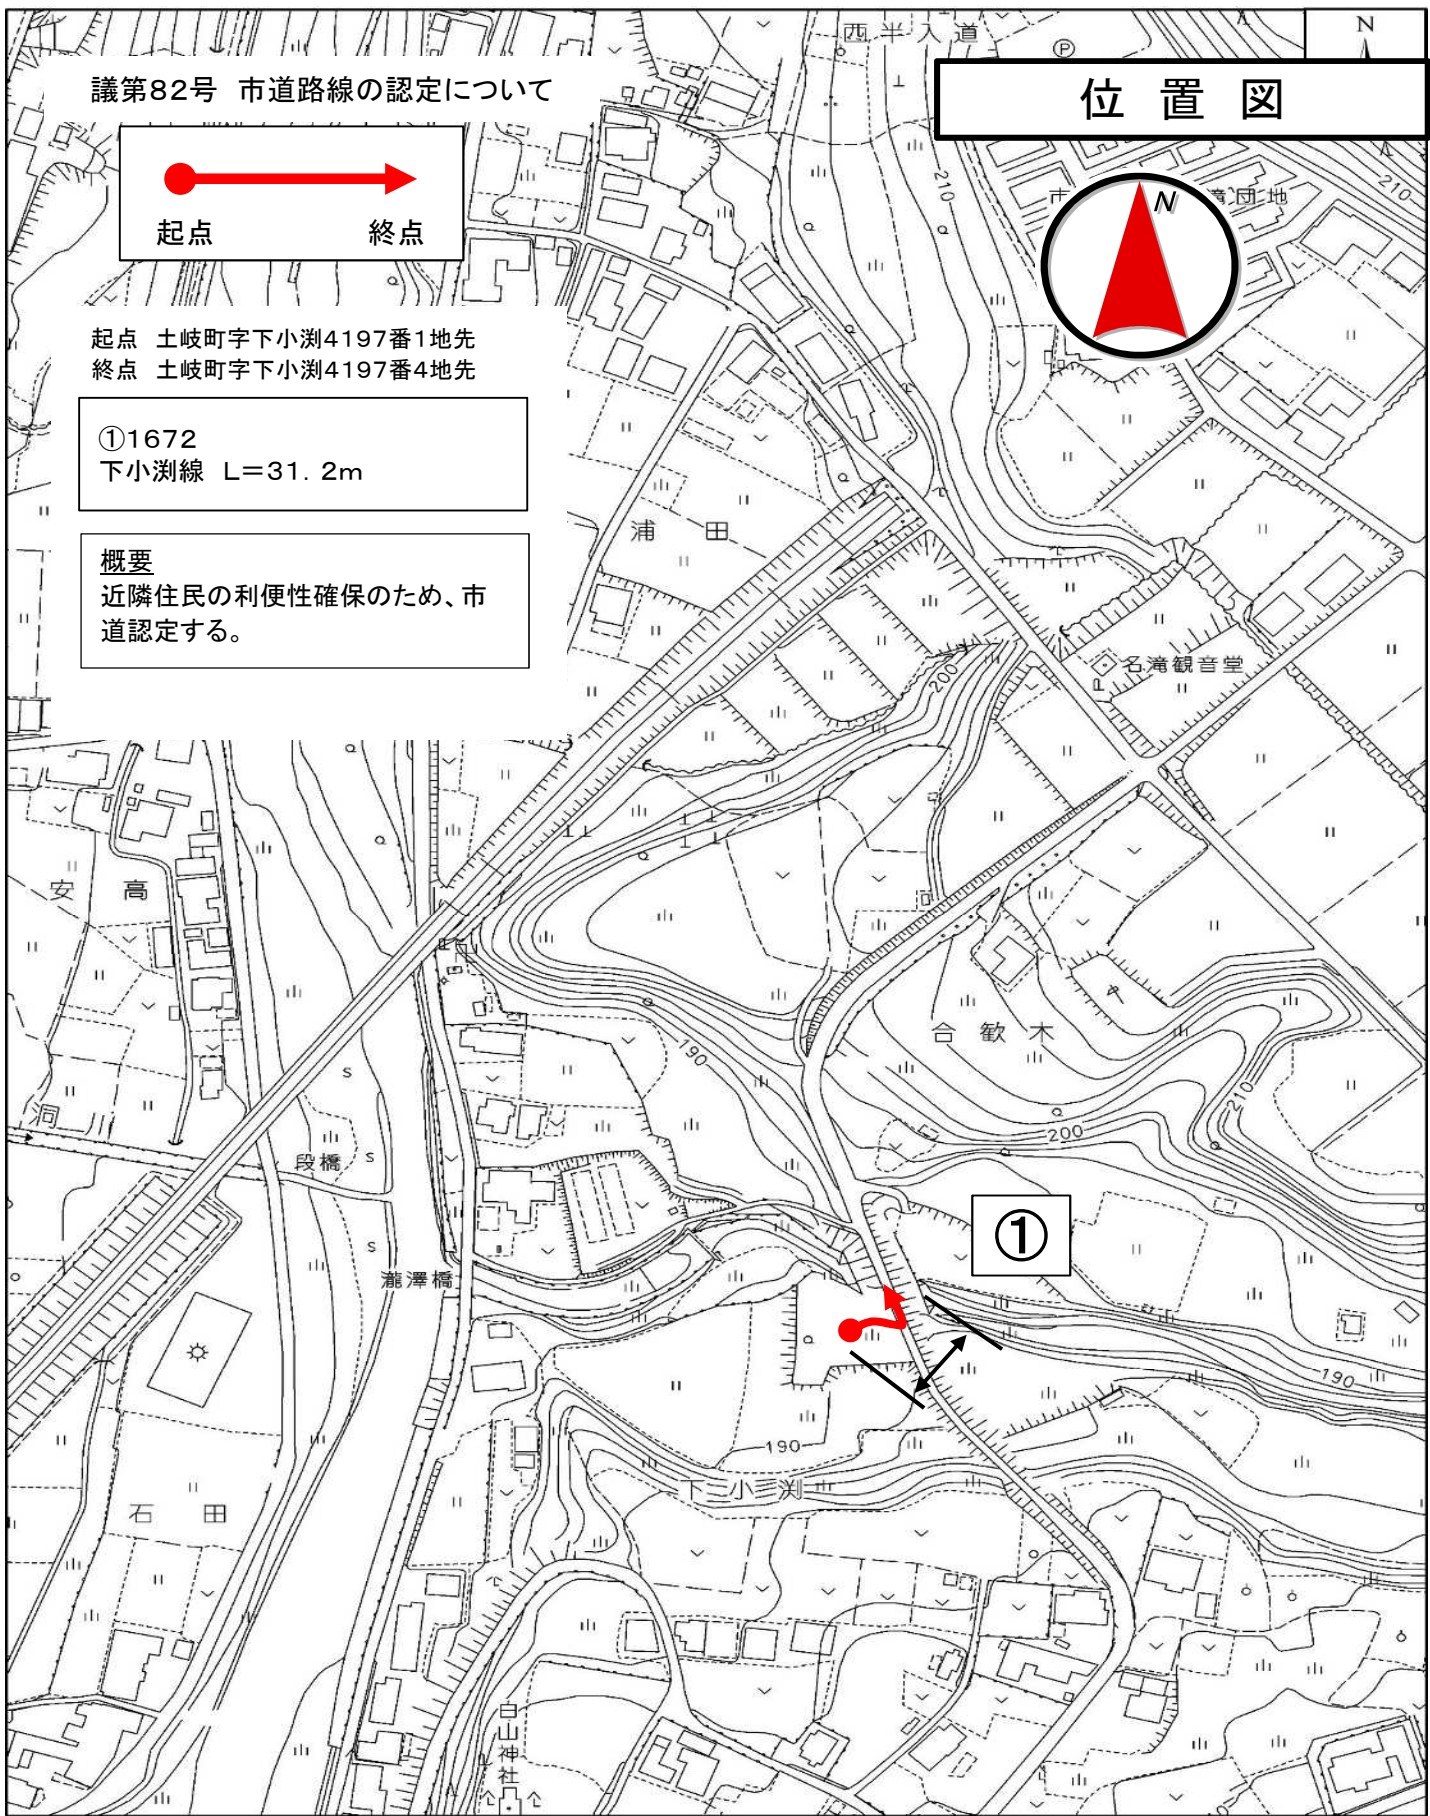 西半入道
Ⓟ
N
議第82号 市道路線の認定について
位置図
起点 終点
210
210
N
団地
起点 土岐町字下小渕4197番1地先
終点 土岐町字下小渕4197番4地先
①1672
下小渕線 L=31.2m
浦田
概要
近隣住民の利便性確保のため、市
道認定する。
名滝観音堂
200
安高
190
合歓木
210
洞川
200
段橋
①
瀧澤橋
190
190
下小渕
石田
白山神社